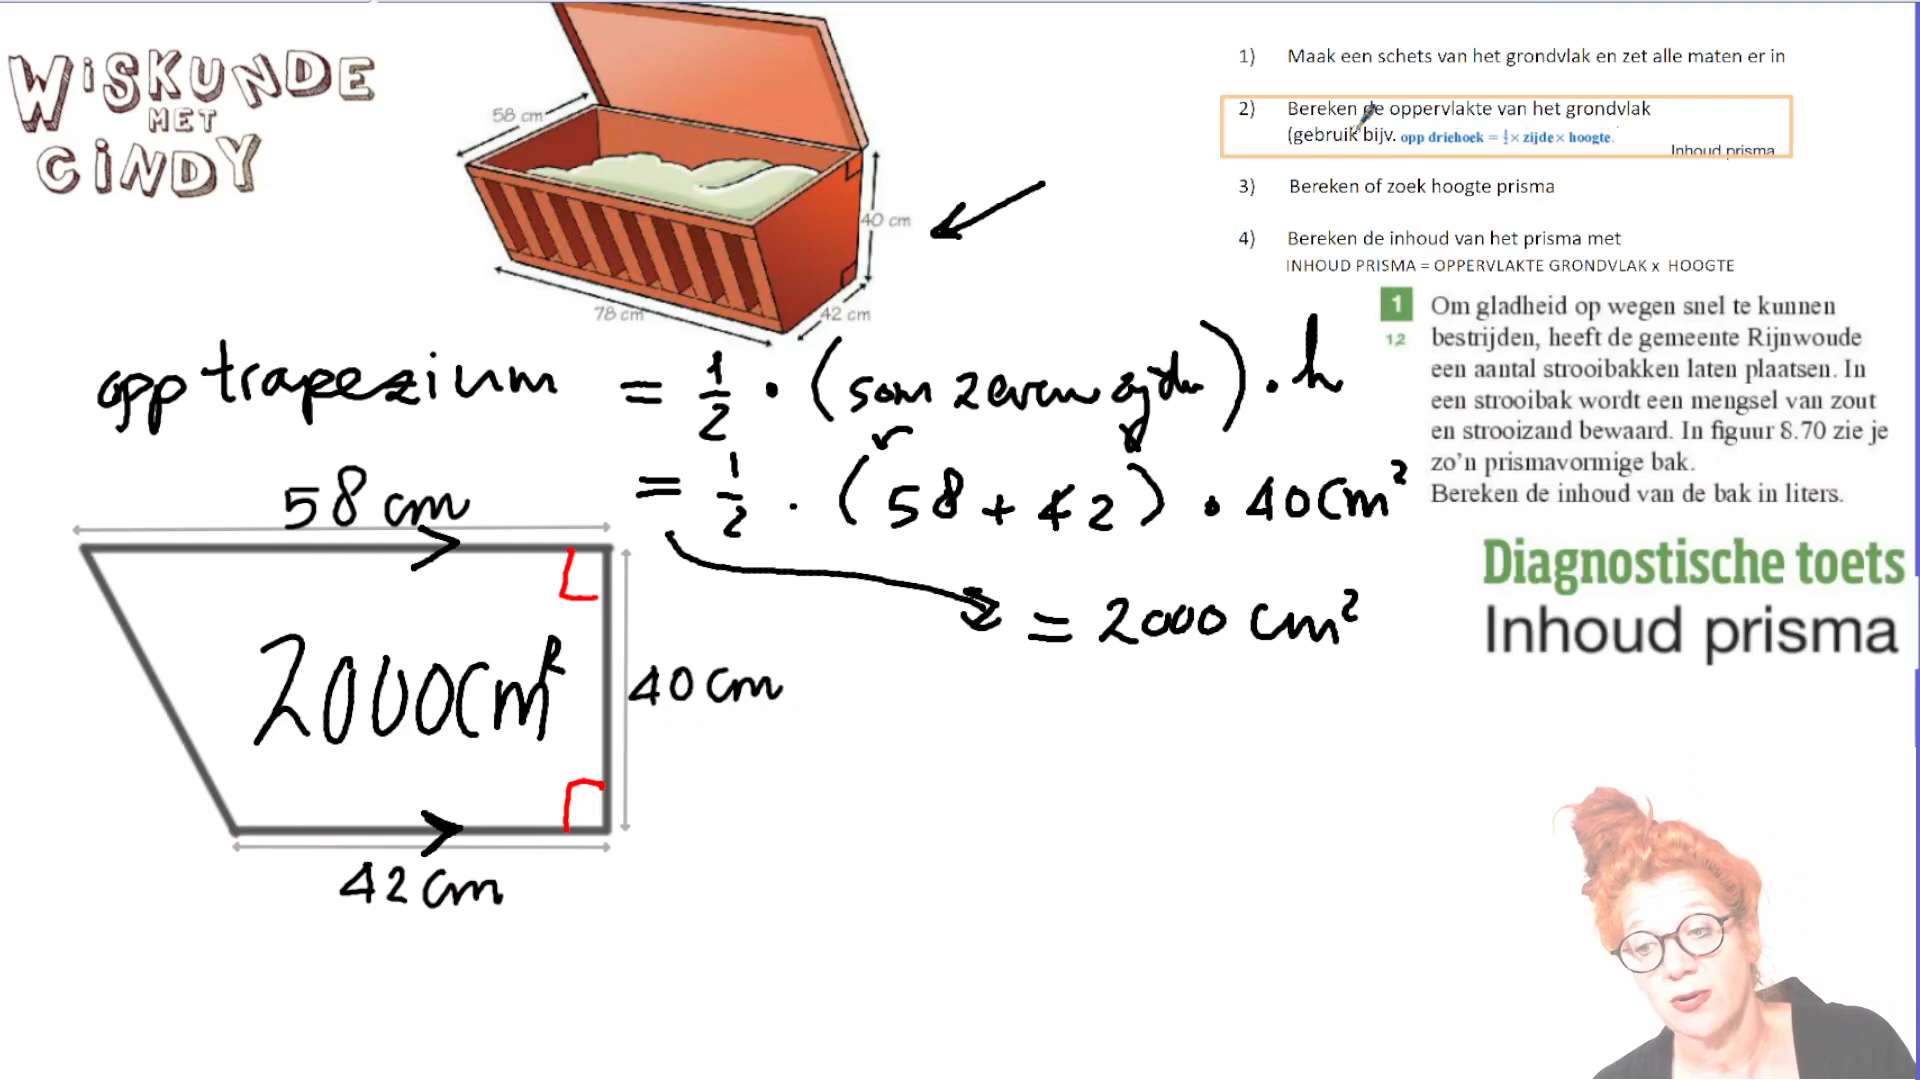 WiSKUNDE
MET
CiNDY
58 cm
40 cm
78 cm
42 cm
1) Maak een schets van het grondvlak en zet alle maten er in
2) Bereken de oppervlakte van het grondvlak
(gebruik bijv. opp driehoek = ½ × zijde × hoogte.
Inhoud prisma
3) Bereken of zoek hoogte prisma
4) Bereken de inhoud van het prisma met
INHOUD PRISMA = OPPERVLAKTE GRONDVLAK x HOOGTE
1
1,2
Om gladheid op wegen snel te kunnen
bestrijden, heeft de gemeente Rijnwoude
een aantal strooibakken laten plaatsen. In
een strooibak wordt een mengsel van zout
en strooizand bewaard. In figuur 8.70 zie je
zo'n prismavormige bak.
Bereken de inhoud van de bak in liters.
Diagnostische toets
Inhoud prisma
opp trapezium = 1/2 · (som 2 evenw zijden) · h
= 1/2 · (58 + 42) · 40 cm²
= 2000 cm²
58 cm
2000 cm²
40 cm
42 cm